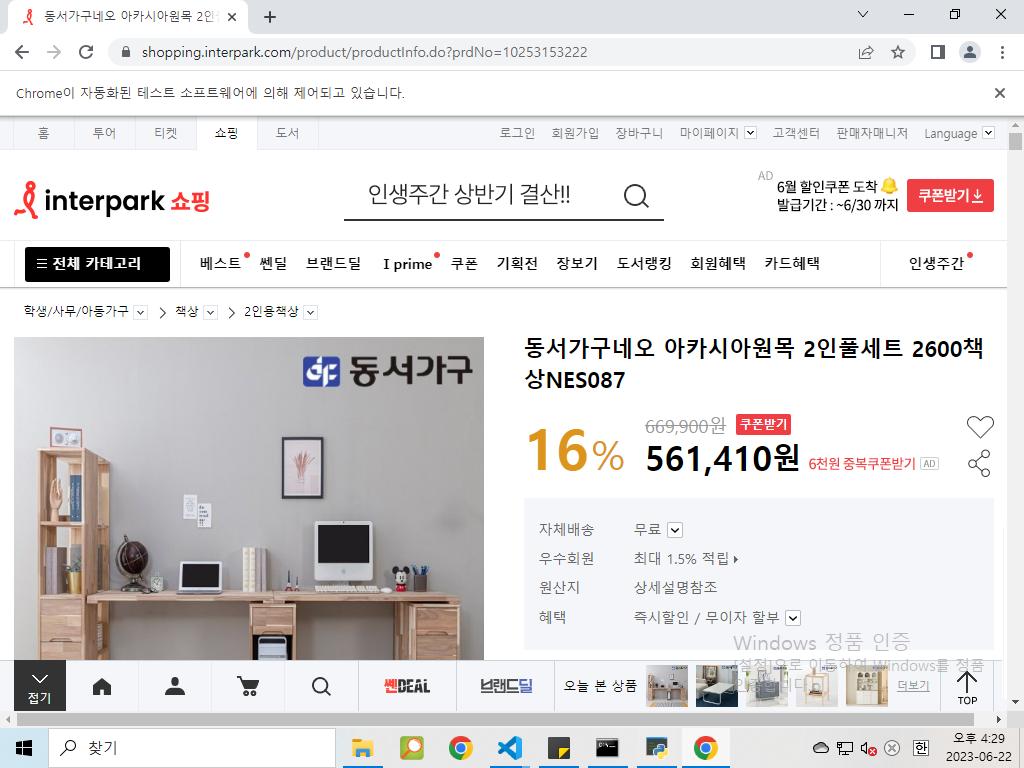 동서가구네오 아카시아원목 2인
shopping.interpark.com/product/productInfo.do?prdNo=10253153222
Chrome이 자동화된 테스트 소프트웨어에 의해 제어되고 있습니다.
홈 투어 티켓 쇼핑 도서 로그인 회원가입 장바구니 마이페이지 고객센터 판매자매니저 Language
interpark 쇼핑 인생주간 상반기 결산!!
AD
6월 할인쿠폰 도착
발급기간 : ~6/30 까지
쿠폰받기
전체 카테고리 베스트 쎈딜 브랜드딜 I prime 쿠폰 기획전 장보기 도서랭킹 회원혜택 카드혜택 인생주간
학생/사무/아동가구 책상 2인용책상
동서가구
동서가구네오 아카시아원목 2인풀세트 2600책
상NES087
16%
669,900원 쿠폰받기
561,410원 6천원 중복쿠폰받기 AD
자체배송 무료
우수회원 최대 1.5% 적립
원산지 상세설명참조
혜택 즉시할인 / 무이자 할부
Windows 정품 인증
[설정]으로 이동하여 Windows를 정품
인증합니다.
접기
쎈DEAL
브랜드딜
오늘 본 상품
더보기
TOP
찾기
한
오후 4:29
2023-06-22